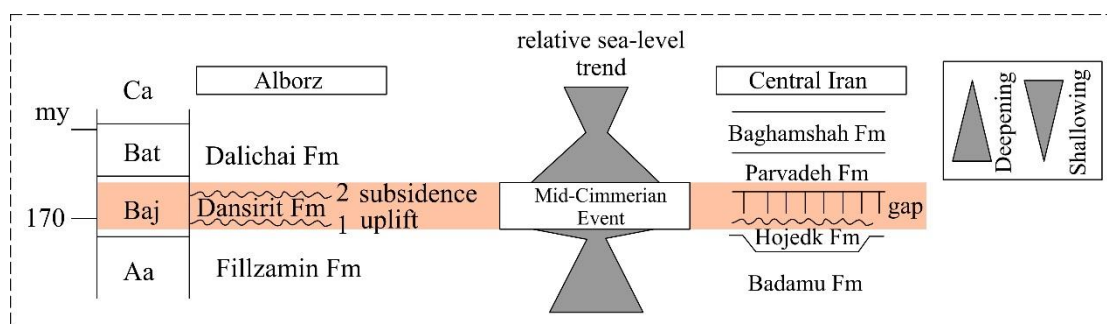 relative sea-level
trend
Alborz
Central Iran
Deepening
Shallowing
my
Ca
Bat
Baj
Aa
170
Dalichai Fm
Dansirit Fm
2 subsidence
1 uplift
Fillzamin Fm
Mid-Cimmerian
Event
Baghamshah Fm
Parvadeh Fm
gap
Hojedk Fm
Badamu Fm